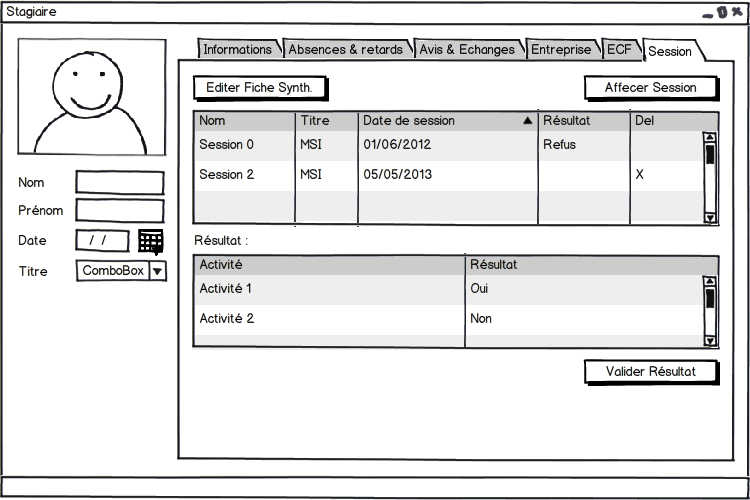 Stagiaire
Informations Absences & retards Avis & Echanges Entreprise ECF Session
Editer Fiche Synth. Affecer Session
Nom Titre Date de session Résultat Del
Session 0 MSI 01/06/2012 Refus
Session 2 MSI 05/05/2013 X
Nom
Prénom
Date / /
Titre ComboBox
Résultat :
Activité Résultat
Activité 1 Oui
Activité 2 Non
Valider Résultat